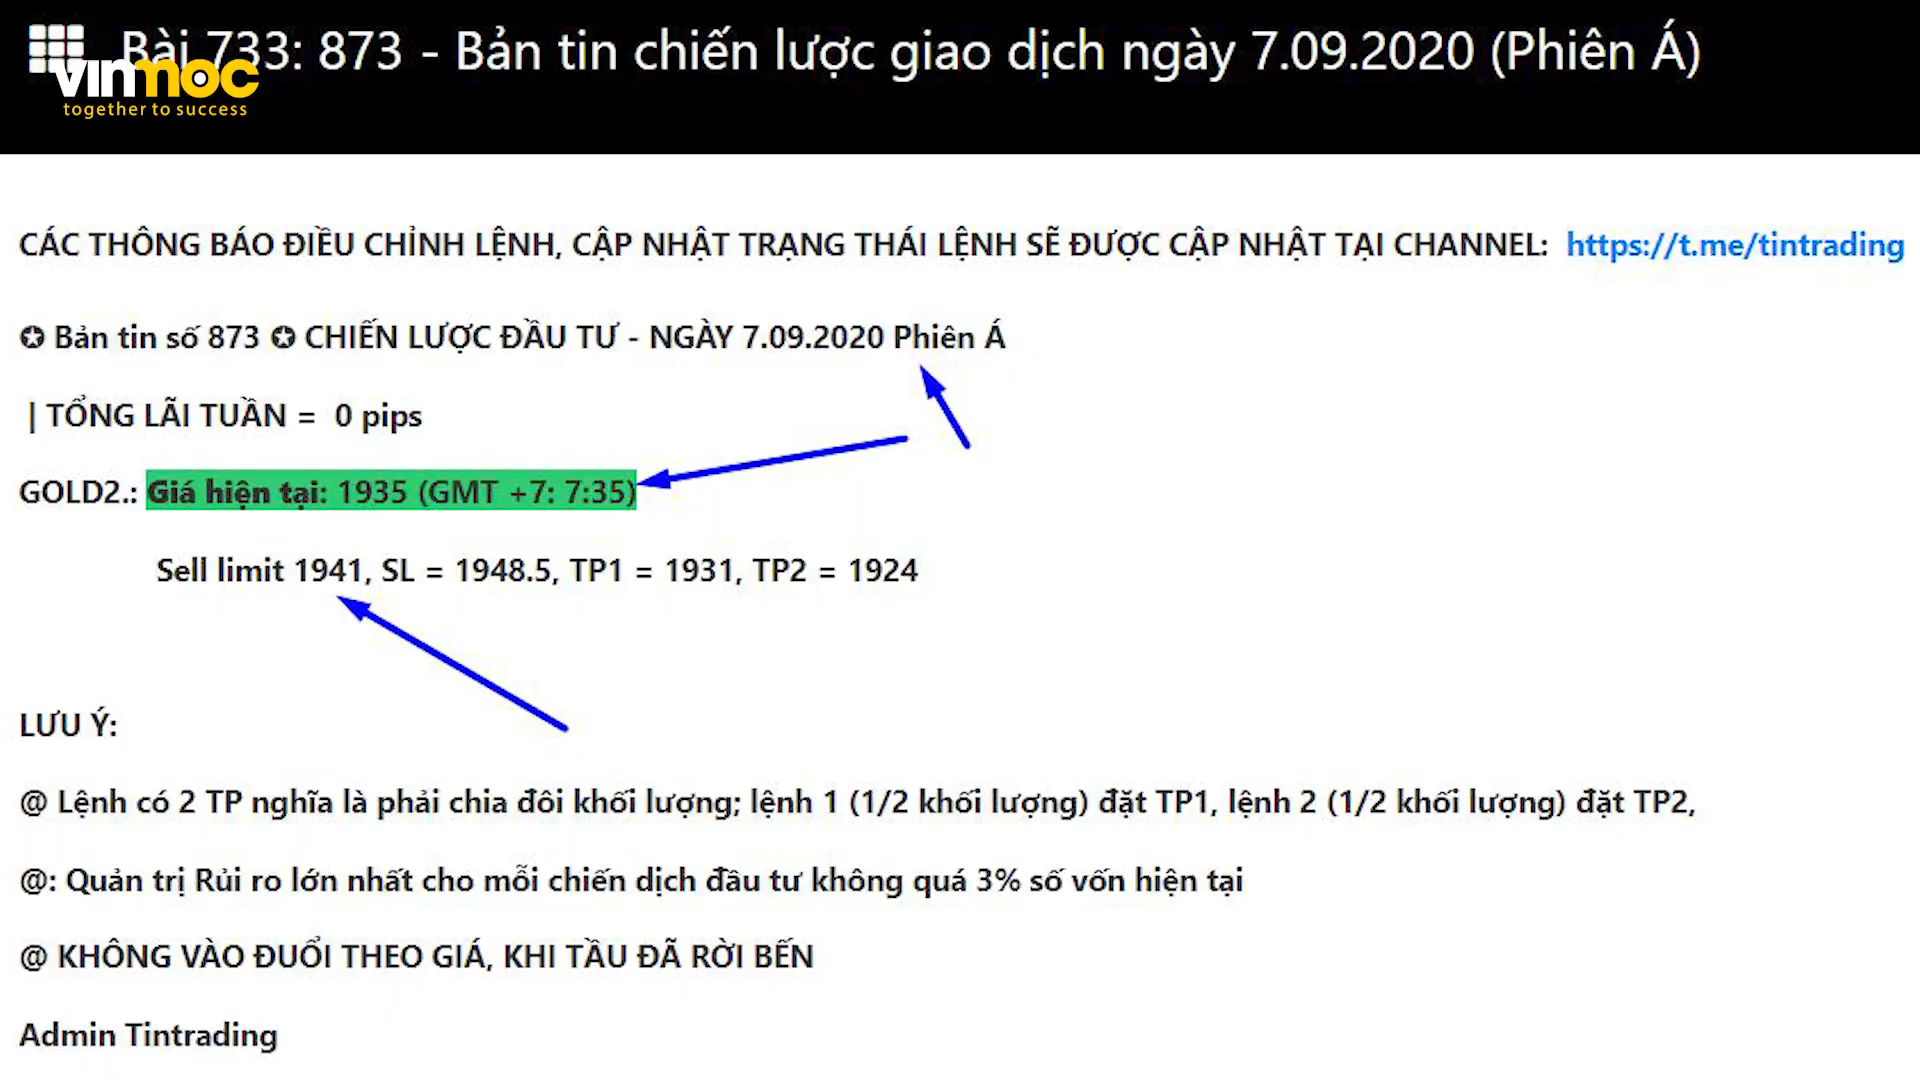 Bài 733: 873 - Bản tin chiến lược giao dịch ngày 7.09.2020 (Phiên Á)
vinmoc
together to success
CÁC THÔNG BÁO ĐIỀU CHỈNH LỆNH, CẬP NHẬT TRẠNG THÁI LỆNH SẼ ĐƯỢC CẬP NHẬT TẠI CHANNEL: https://t.me/tintrading
✪ Bản tin số 873 ✪ CHIẾN LƯỢC ĐẦU TƯ - NGÀY 7.09.2020 Phiên Á
| TỔNG LÃI TUẦN = 0 pips
GOLD2.: Giá hiện tại: 1935 (GMT +7: 7:35)
Sell limit 1941, SL = 1948.5, TP1 = 1931, TP2 = 1924
LƯU Ý:
@ Lệnh có 2 TP nghĩa là phải chia đôi khối lượng; lệnh 1 (1/2 khối lượng) đặt TP1, lệnh 2 (1/2 khối lượng) đặt TP2,
@: Quản trị Rủi ro lớn nhất cho mỗi chiến dịch đầu tư không quá 3% số vốn hiện tại
@ KHÔNG VÀO ĐUỔI THEO GIÁ, KHI TẦU ĐÃ RỜI BẾN
Admin Tintrading